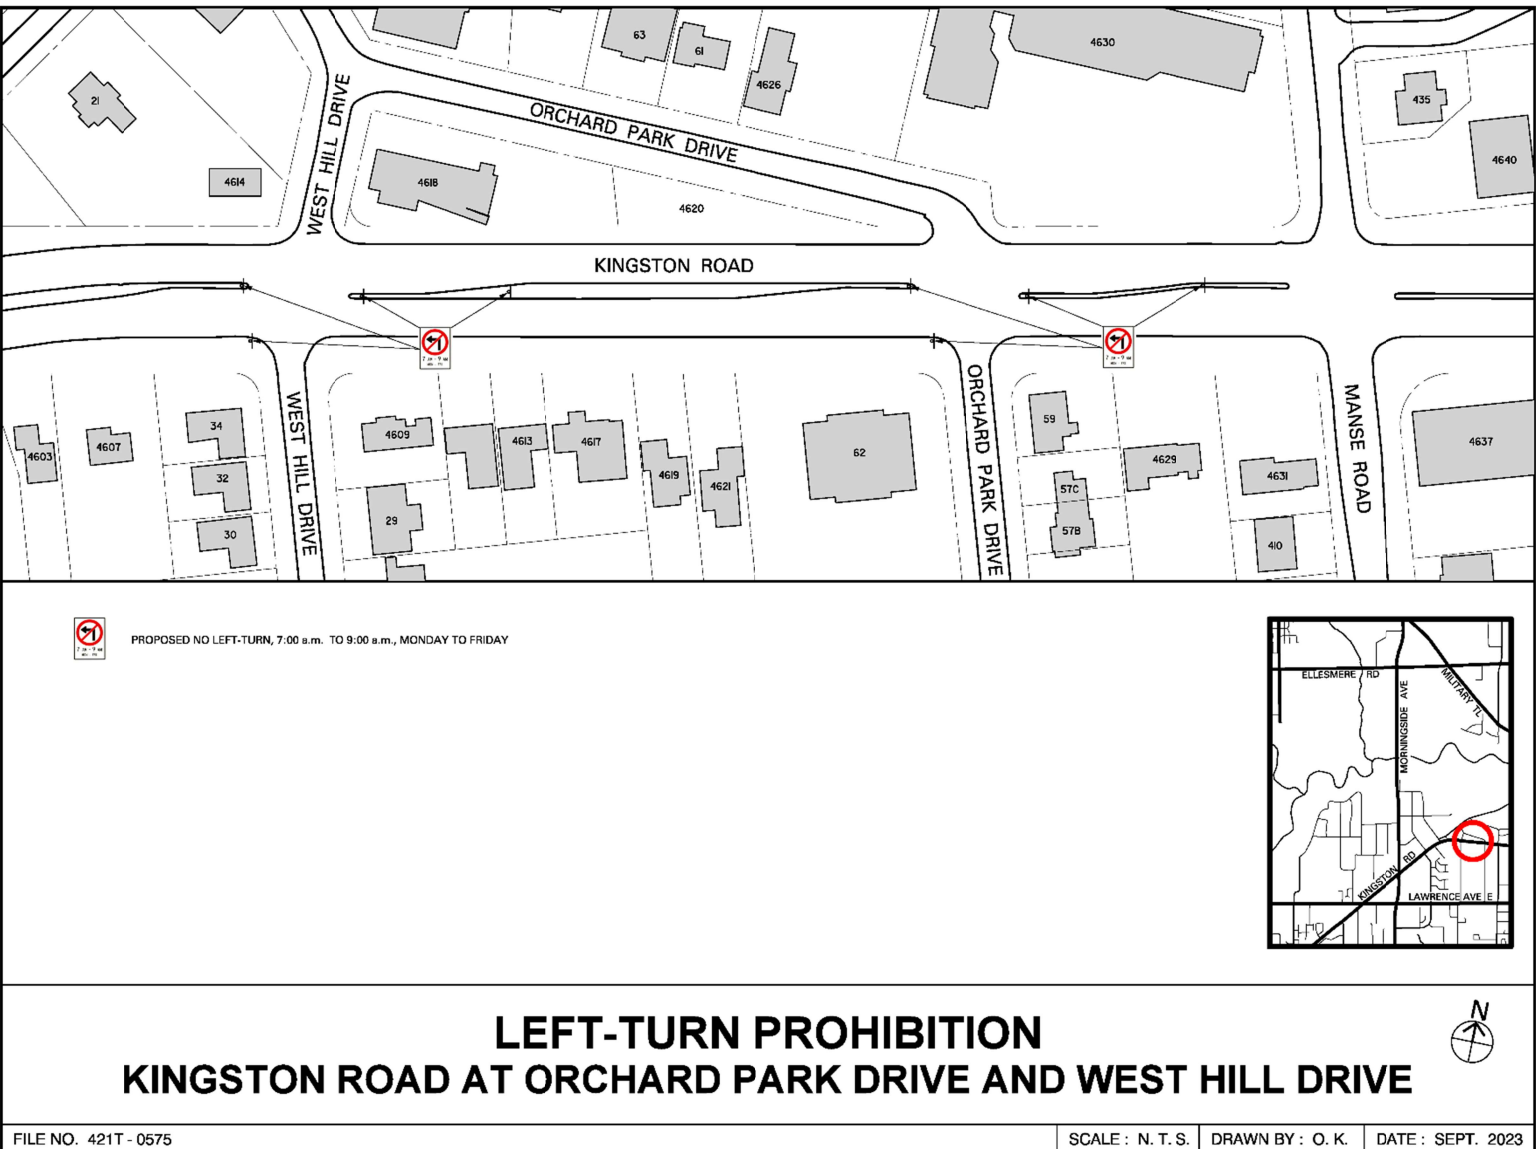 63
61
4626
4630
21
435
4640
4614
4618
4620
WEST HILL DRIVE
ORCHARD PARK DRIVE
KINGSTON ROAD
4603
4607
34
32
30
WEST HILL DRIVE
4609
29
4613
4617
4619
4621
62
ORCHARD PARK DRIVE
59
57C
57B
4629
4631
410
MANSE ROAD
4637
PROPOSED NO LEFT-TURN, 7:00 a.m. TO 9:00 a.m., MONDAY TO FRIDAY
ELLESMERE RD
MILITARY TL
MORNINGSIDE AVE
KINGSTON RD
LAWRENCE AVE E
N
LEFT-TURN PROHIBITION
KINGSTON ROAD AT ORCHARD PARK DRIVE AND WEST HILL DRIVE
FILE NO. 421T - 0575
SCALE : N. T. S.
DRAWN BY : O. K.
DATE : SEPT. 2023